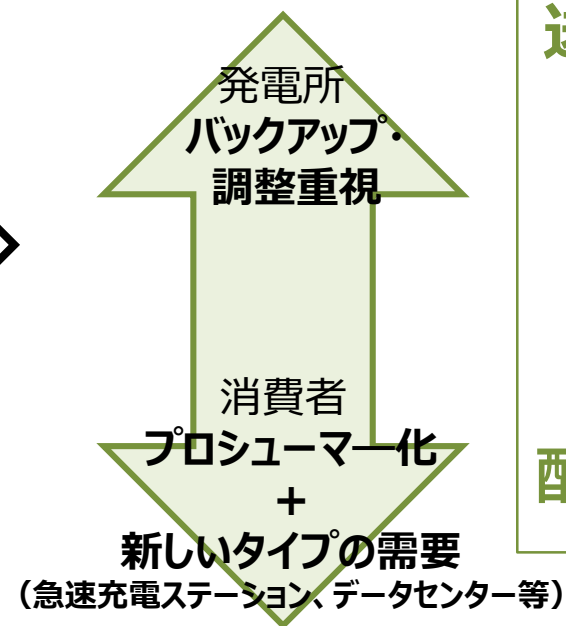 発電所
バックアップ・
調整重視
消費者
プロシューマ―化
+
新しいタイプの需要
（急速充電ステーション、データセンター等）
配